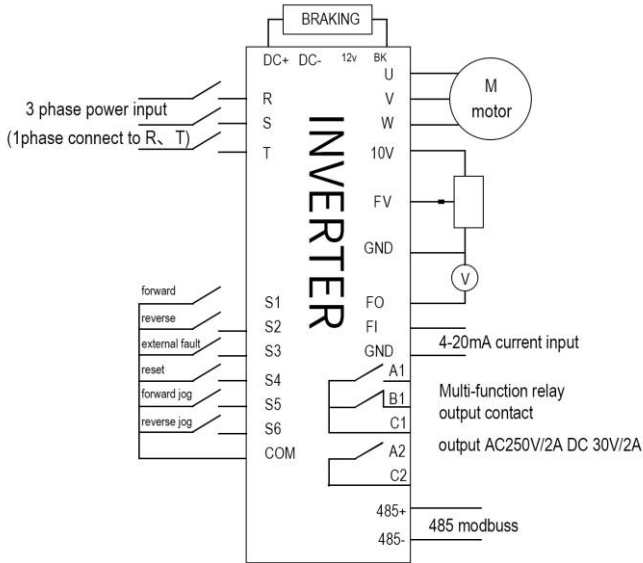 BRAKING
DC+ DC- 12v BK
U
V
W
M
motor
R
S
T
3 phase power input
(1phase connect to R、T)
INVERTER
10V
FV
GND
V
FO
FI
GND
4-20mA current input
forward
S1
reverse
S2
external fault
S3
reset
S4
forward jog
S5
reverse jog
S6
COM
A1
B1
C1
A2
C2
Multi-function relay
output contact
output AC250V/2A DC 30V/2A
485+
485-
485 modbuss